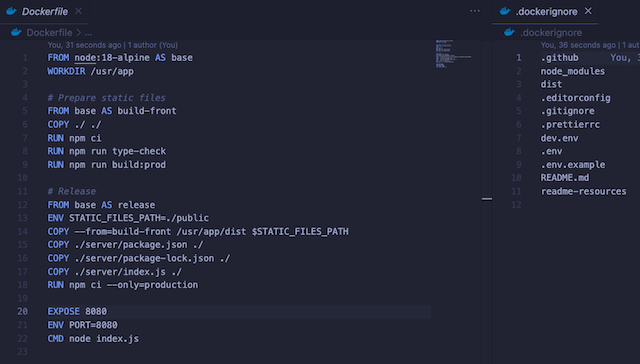 Dockerfile
Dockerfile > ...
You, 31 seconds ago | 1 author (You)
1 FROM node:18-alpine AS base
2 WORKDIR /usr/app
3
4 # Prepare static files
5 FROM base AS build-front
6 COPY ./ ./
7 RUN npm ci
8 RUN npm run type-check
9 RUN npm run build:prod
10
11 # Release
12 FROM base AS release
13 ENV STATIC_FILES_PATH=./public
14 COPY --from=build-front /usr/app/dist $STATIC_FILES_PATH
15 COPY ./server/package.json ./
16 COPY ./server/package-lock.json ./
17 COPY ./server/index.js ./
18 RUN npm ci --only=production
19
20 EXPOSE 8080
21 ENV PORT=8080
22 CMD node index.js
23
.dockerignore
.dockerignore
You, 36 seconds ago | 1 aut
1 .github You, 3
2 node_modules
3 dist
4 .editorconfig
5 .gitignore
6 .prettierrc
7 dev.env
8 .env
9 .env.example
10 README.md
11 readme-resources
12